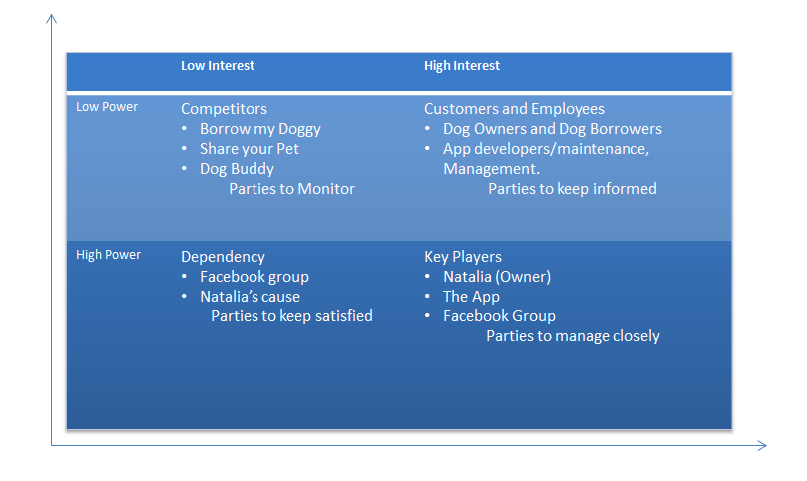 Low Interest
High Interest
Low Power
Competitors
• Borrow my Doggy
• Share your Pet
• Dog Buddy
Parties to Monitor
Customers and Employees
• Dog Owners and Dog Borrowers
• App developers/maintenance,
Management.
Parties to keep informed
High Power
Dependency
• Facebook group
• Natalia's cause
Parties to keep satisfied
Key Players
• Natalia (Owner)
• The App
• Facebook Group
Parties to manage closely